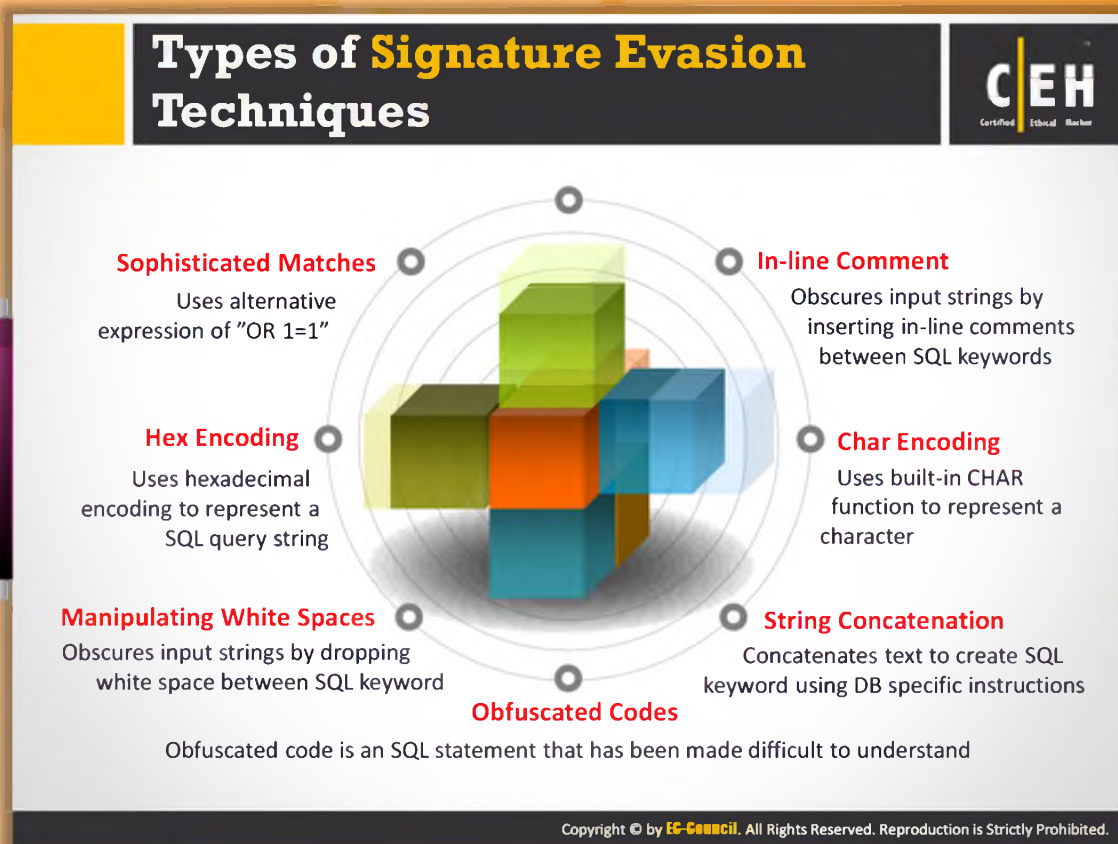 Types of Signature Evasion
Techniques
CEH
Certified Ethical Hacker
Sophisticated Matches
Uses alternative
expression of "OR 1=1"
In-line Comment
Obscures input strings by
inserting in-line comments
between SQL keywords
Hex Encoding
Uses hexadecimal
encoding to represent a
SQL query string
Char Encoding
Uses built-in CHAR
function to represent a
character
Manipulating White Spaces
Obscures input strings by dropping
white space between SQL keyword
String Concatenation
Concatenates text to create SQL
keyword using DB specific instructions
Obfuscated Codes
Obfuscated code is an SQL statement that has been made difficult to understand
Copyright © by EC-Council. All Rights Reserved. Reproduction is Strictly Prohibited.